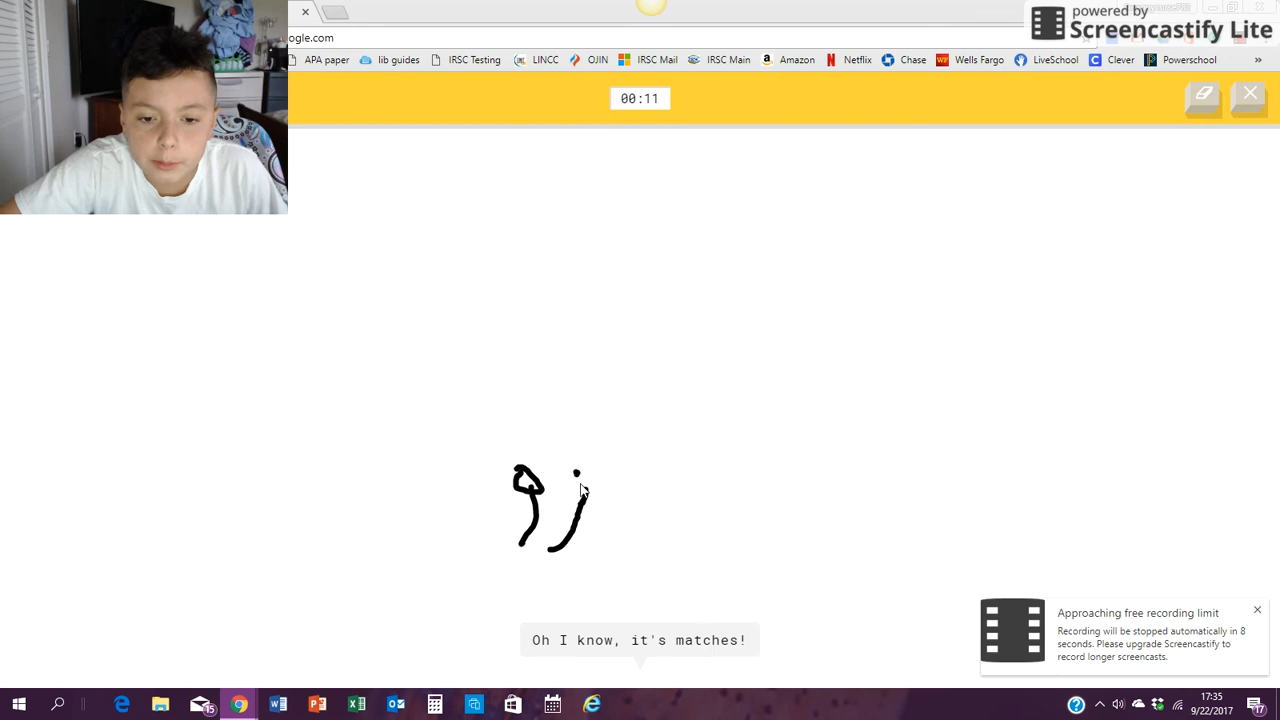 powered by
Screencastify Lite
ogle.com
APA paper lib guides IRSC Testing LINCC OJIN IRSC Mail IRSC Main Amazon Netflix Chase Wells Fargo LiveSchool Clever Powerschool »
00:11
Oh I know, it's matches!
Approaching free recording limit
Recording will be stopped automatically in 8
seconds. Please upgrade Screencastify to
record longer screencasts.
15
17:35
9/22/2017
17